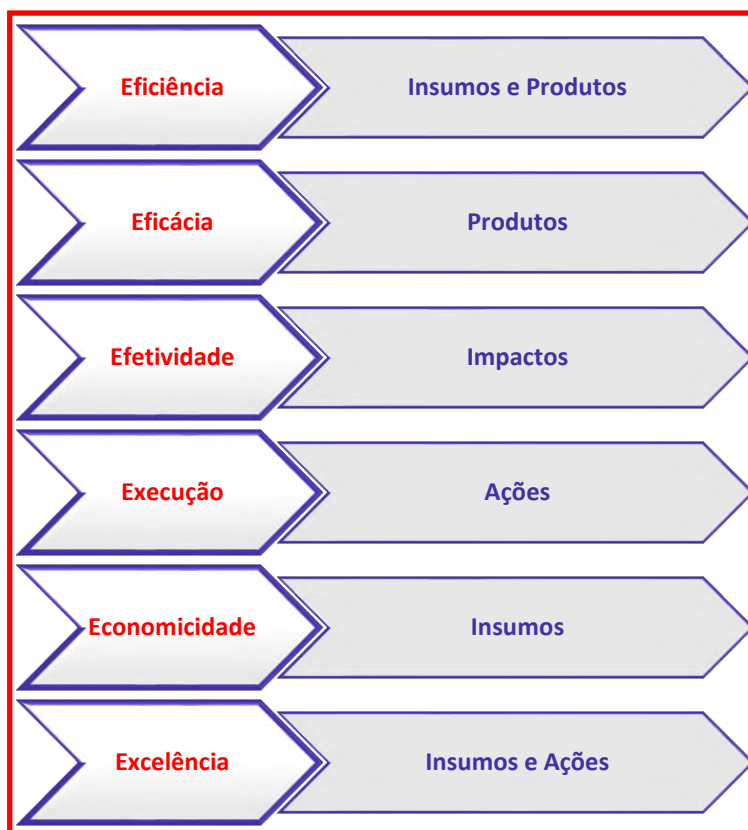 Eficiência
Insumos e Produtos
Eficácia
Produtos
Efetividade
Impactos
Execução
Ações
Economicidade
Insumos
Excelência
Insumos e Ações